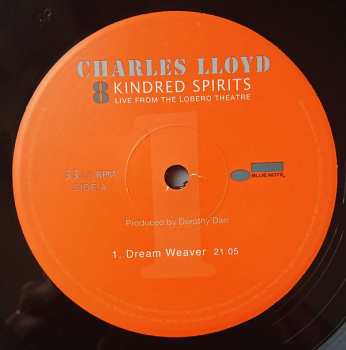 CHARLES LLOYD
8 KINDRED SPIRITS
LIVE FROM THE LOBERO THEATRE
33 ⅓ RPM
SIDE A
BLUE NOTE
Produced by Dorothy Darr
1. Dream Weaver 21:05
1